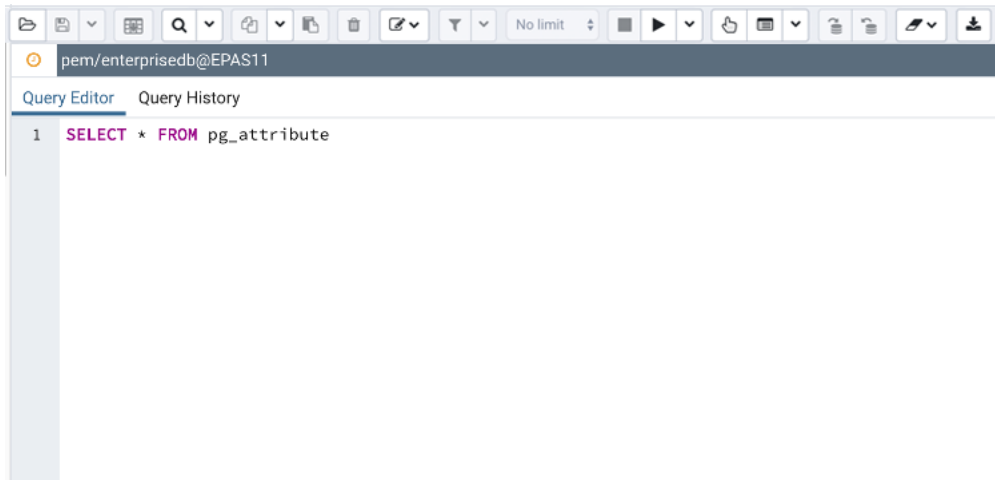 No limit
pem/enterprisedb@EPAS11
Query Editor Query History
1 SELECT * FROM pg_attribute